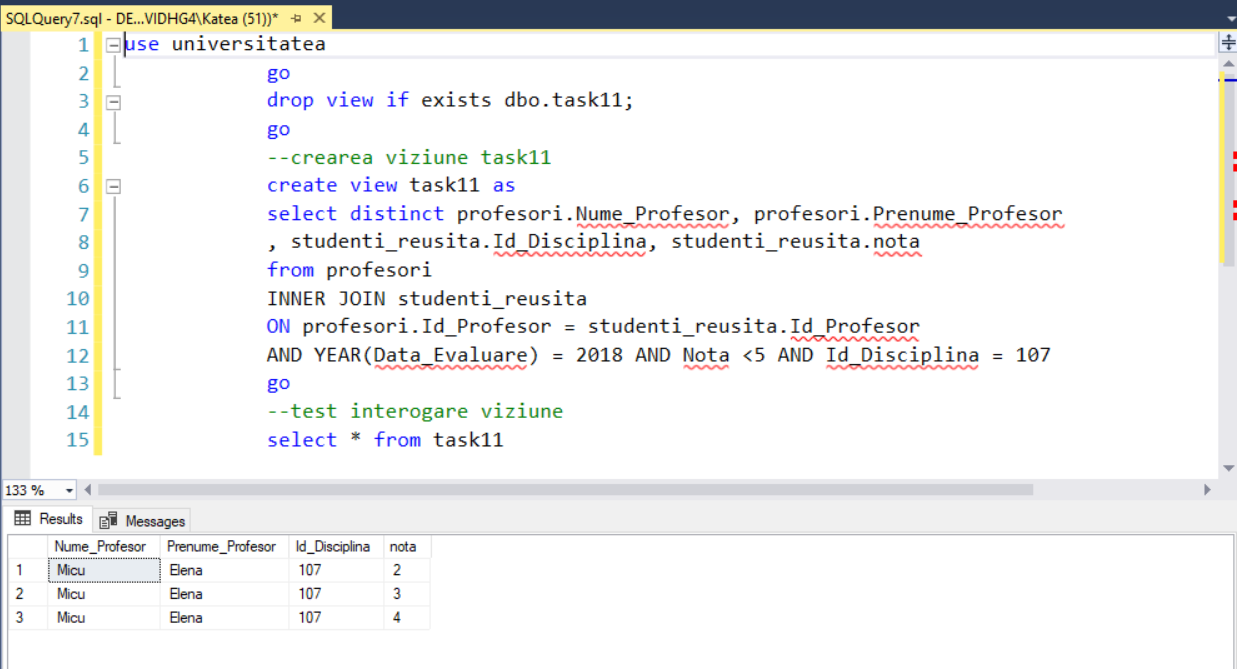 SQLQuery7.sql - DE...VIDHG4\Katea (51))*
1 use universitatea
2 go
3 drop view if exists dbo.task11;
4 go
5 --crearea viziune task11
6 create view task11 as
7 select distinct profesori.Nume_Profesor, profesori.Prenume_Profesor
8 , studenti_reusita.Id_Disciplina, studenti_reusita.nota
9 from profesori
10 INNER JOIN studenti_reusita
11 ON profesori.Id_Profesor = studenti_reusita.Id_Profesor
12 AND YEAR(Data_Evaluare) = 2018 AND Nota <5 AND Id_Disciplina = 107
13 go
14 --test interogare viziune
15 select * from task11
133 %
Results Messages
Nume_Profesor Prenume_Profesor Id_Disciplina nota
1 Micu Elena 107 2
2 Micu Elena 107 3
3 Micu Elena 107 4